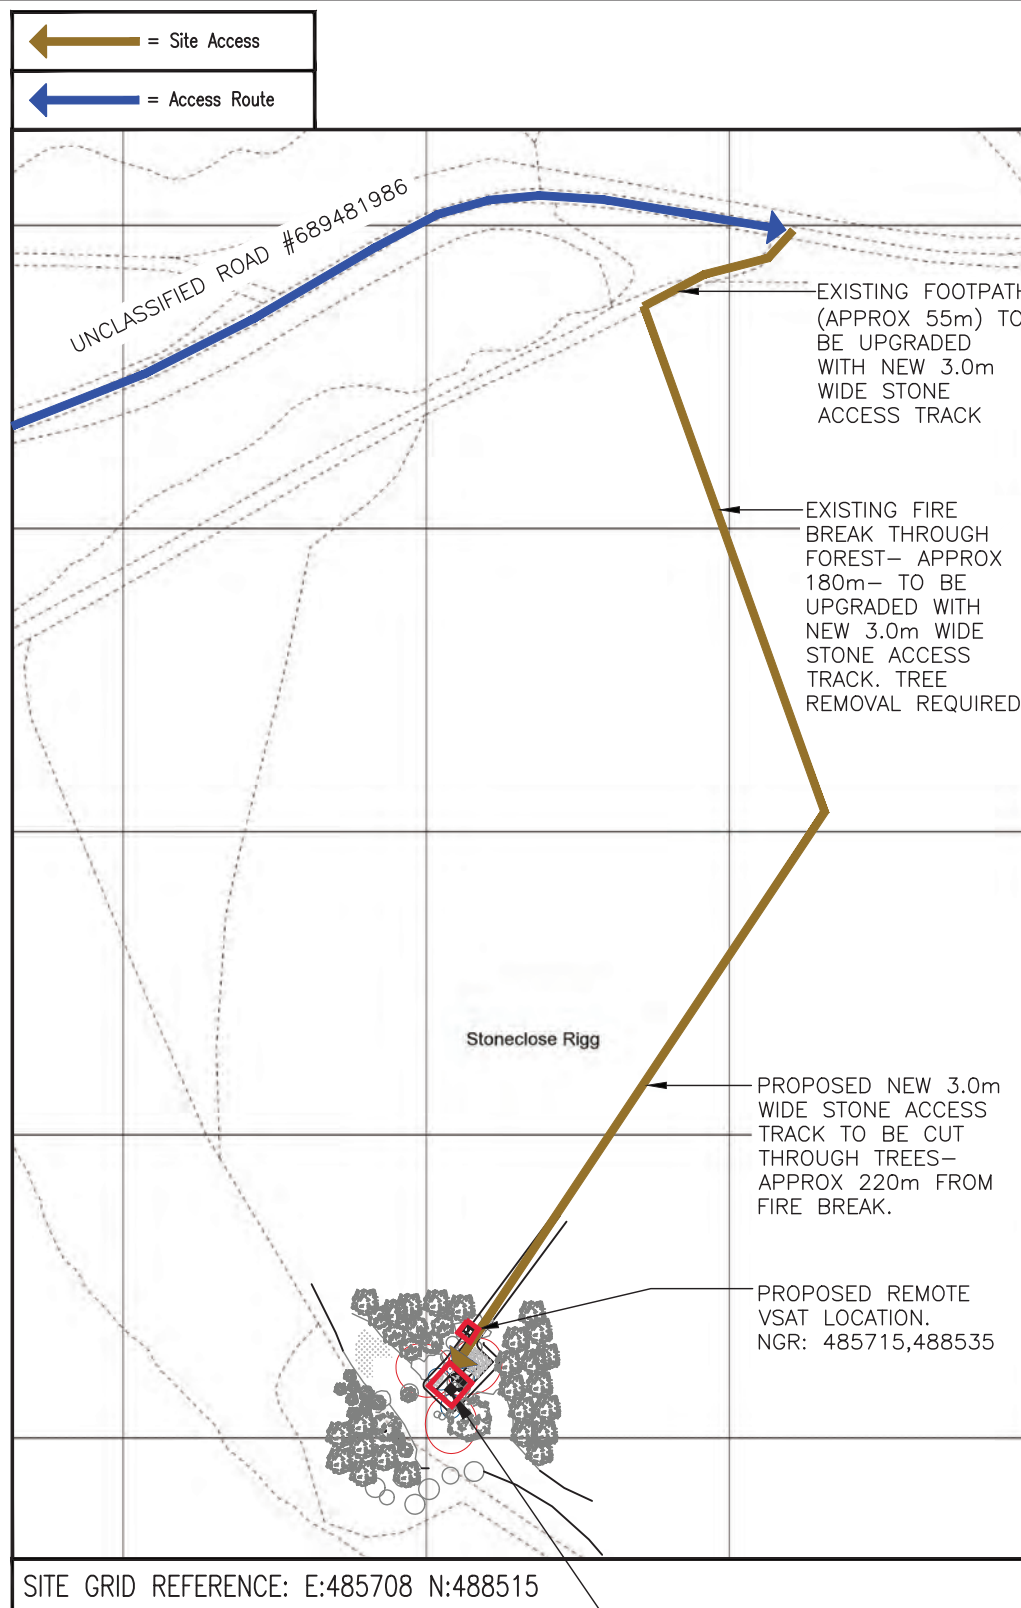 = Site Access
= Access Route
UNCLASSIFIED ROAD #689481986
EXISTING FOOTPATH
(APPROX 55m) TO
BE UPGRADED
WITH NEW 3.0m
WIDE STONE
ACCESS TRACK
EXISTING FIRE
BREAK THROUGH
FOREST– APPROX
180m– TO BE
UPGRADED WITH
NEW 3.0m WIDE
STONE ACCESS
TRACK. TREE
REMOVAL REQUIRED
Stoneclose Rigg
PROPOSED NEW 3.0m
WIDE STONE ACCESS
TRACK TO BE CUT
THROUGH TREES–
APPROX 220m FROM
FIRE BREAK.
PROPOSED REMOTE
VSAT LOCATION.
NGR: 485715,488535
SITE GRID REFERENCE: E:485708 N:488515